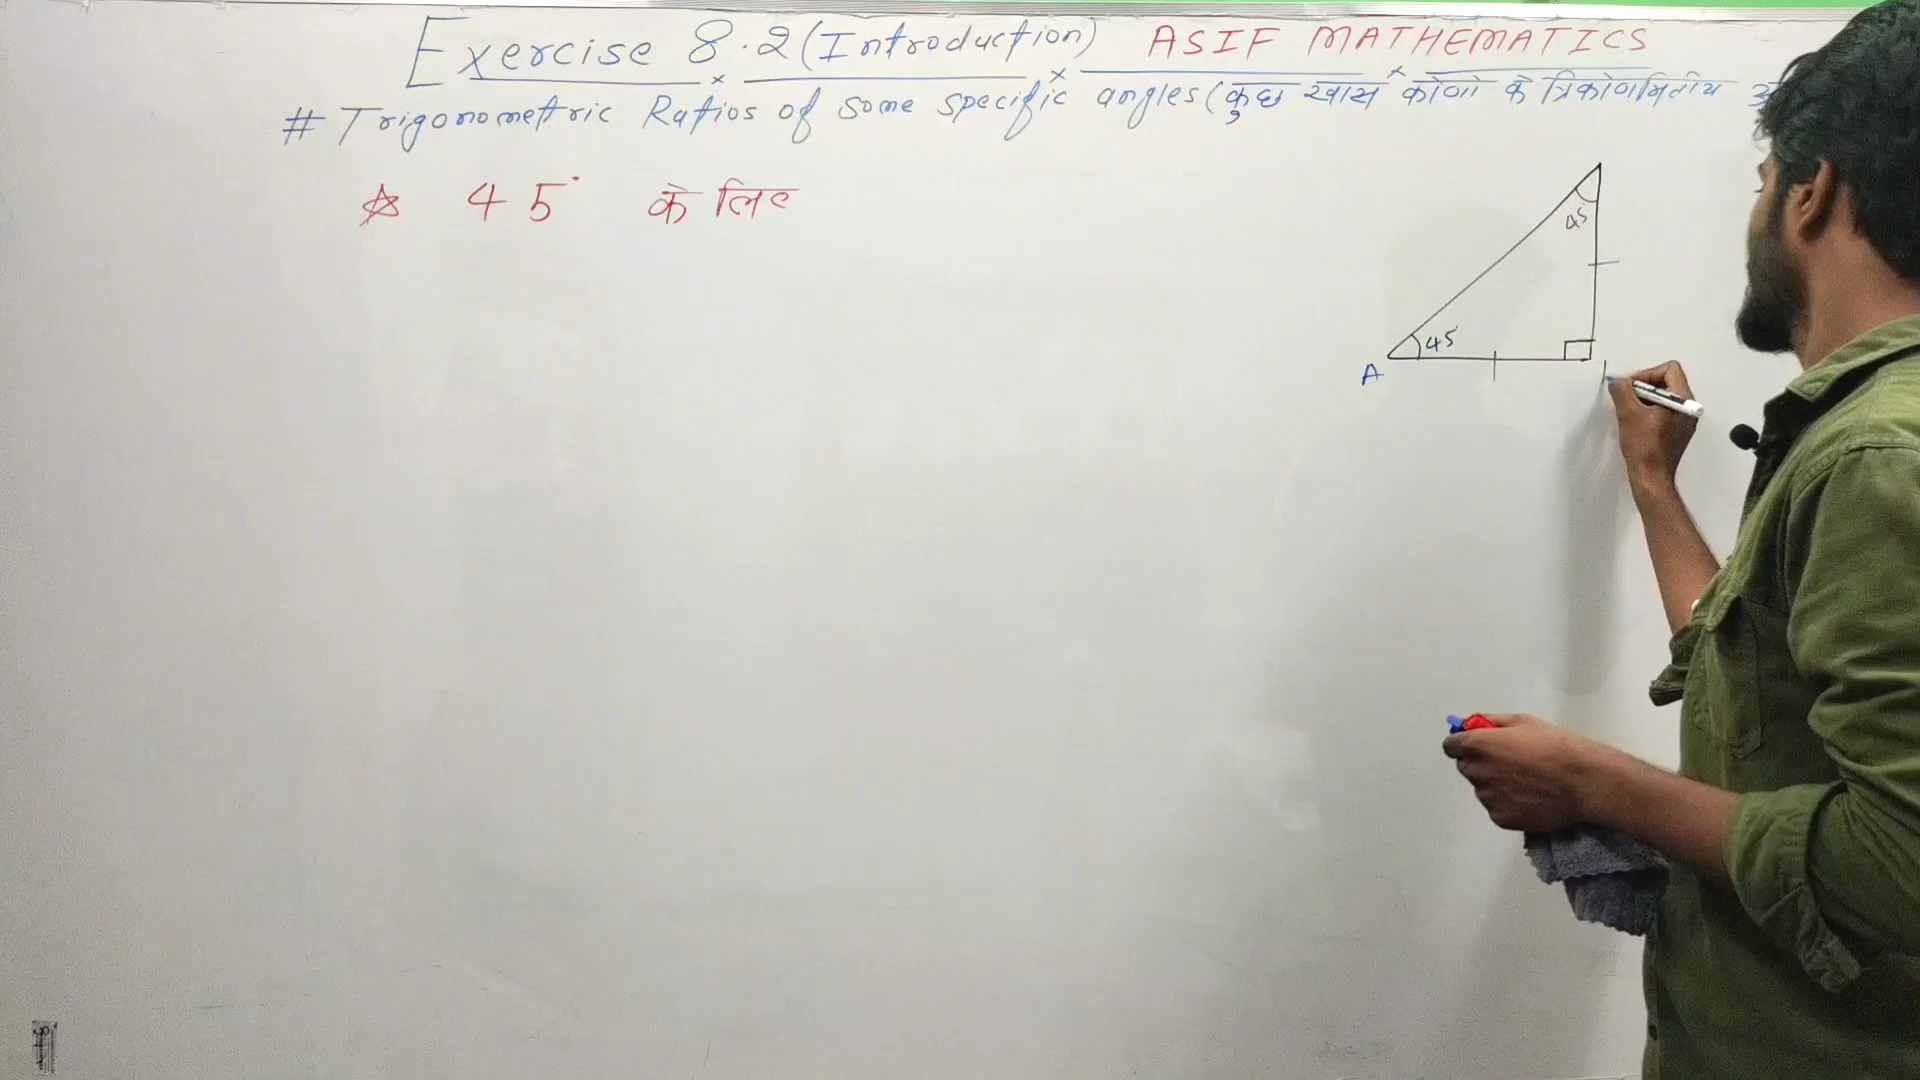 Exercise 8.2 (Introduction) ASIF MATHEMATICS
# Trigonometric Ratios of some specific angles (कुछ खास कोणो के त्रिकोणमितीय
☆ 45° के लिए
45
45
A